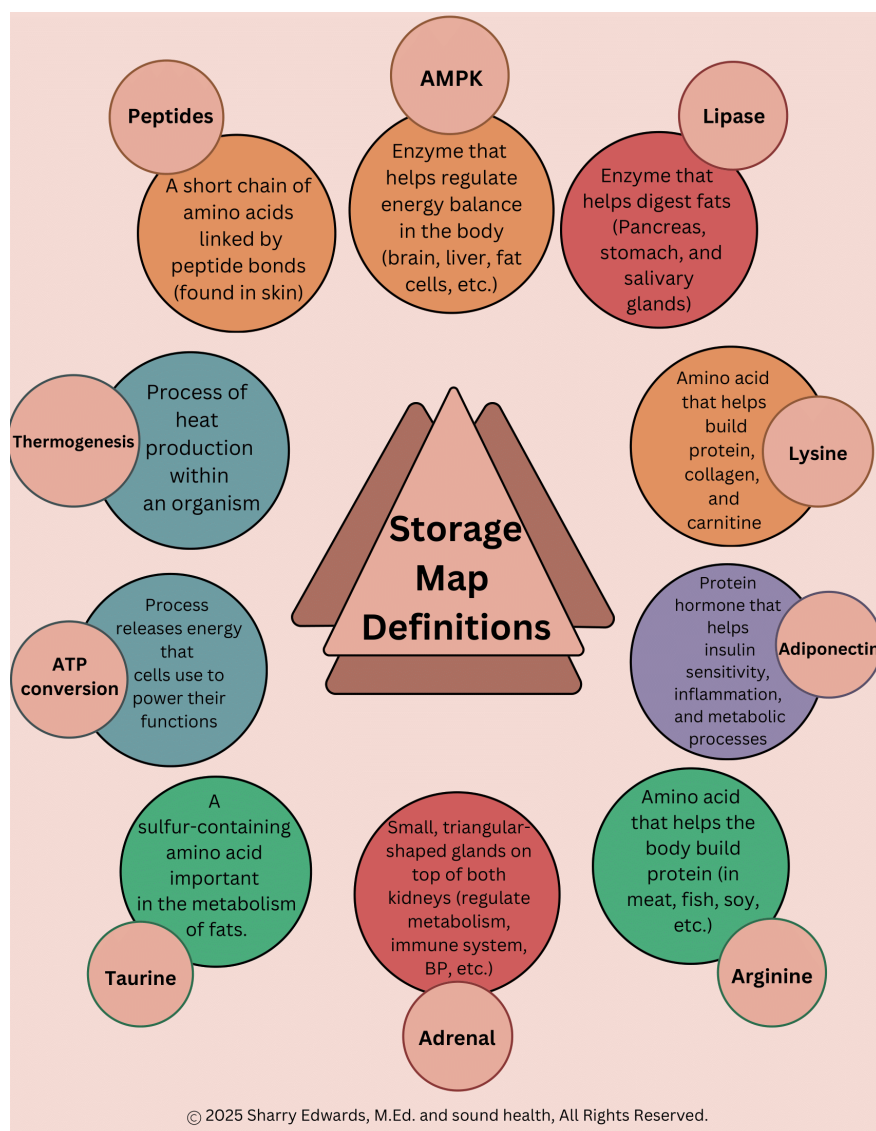 AMPK
Enzyme that
helps regulate
energy balance
in the body
(brain, liver, fat
cells, etc.)
Peptides
A short chain of
amino acids
linked by
peptide bonds
(found in skin)
Lipase
Enzyme that
helps digest fats
(Pancreas,
stomach, and
salivary
glands)
Thermogenesis
Process of
heat
production
within
an organism
Storage
Map
Definitions
Amino acid
that helps
build
protein,
collagen,
and
carnitine
Lysine
ATP
conversion
Process
releases energy
that
cells use to
power their
functions
Protein
hormone that
helps
insulin
sensitivity,
inflammation,
and metabolic
processes
Adiponectin
A
sulfur-containing
amino acid
important
in the metabolism
of fats.
Taurine
Small, triangular-
shaped glands on
top of both
kidneys (regulate
metabolism,
immune system,
BP, etc.)
Adrenal
Amino acid
that helps the
body build
protein (in
meat, fish, soy,
etc.)
Arginine
© 2025 Sharry Edwards, M.Ed. and sound health, All Rights Reserved.